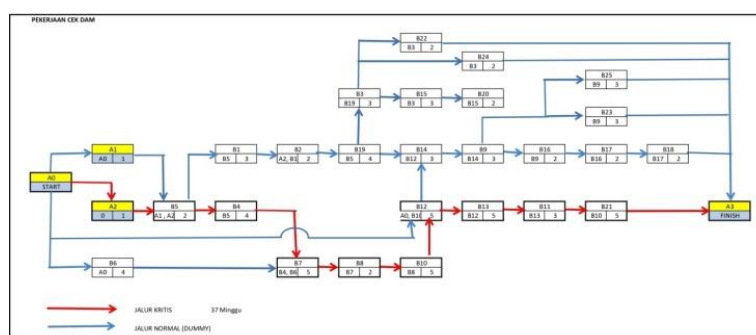 PEKERJAAN CEK DAM
B22
B3 2
B24
B3 2
B25
B9 3
B3
B19 3
B15
B3 3
B20
B15 2
B23
B9 3
A1
A0 1
B1
B5 3
B2
A2, B1 2
B19
B5 4
B14
B12 3
B9
B14 3
B16
B9 2
B17
B16 2
B18
B17 2
A0
START
A2
0 1
B5
A1, A2 2
B4
B5 4
B12
A0, B10 5
B13
B12 5
B11
B13 3
B21
B10 5
A3
FINISH
B6
A0 4
B7
B4, B6 5
B8
B7 2
B10
B8 5
JALUR KRITIS 37 Minggu
JALUR NORMAL (DUMMY)